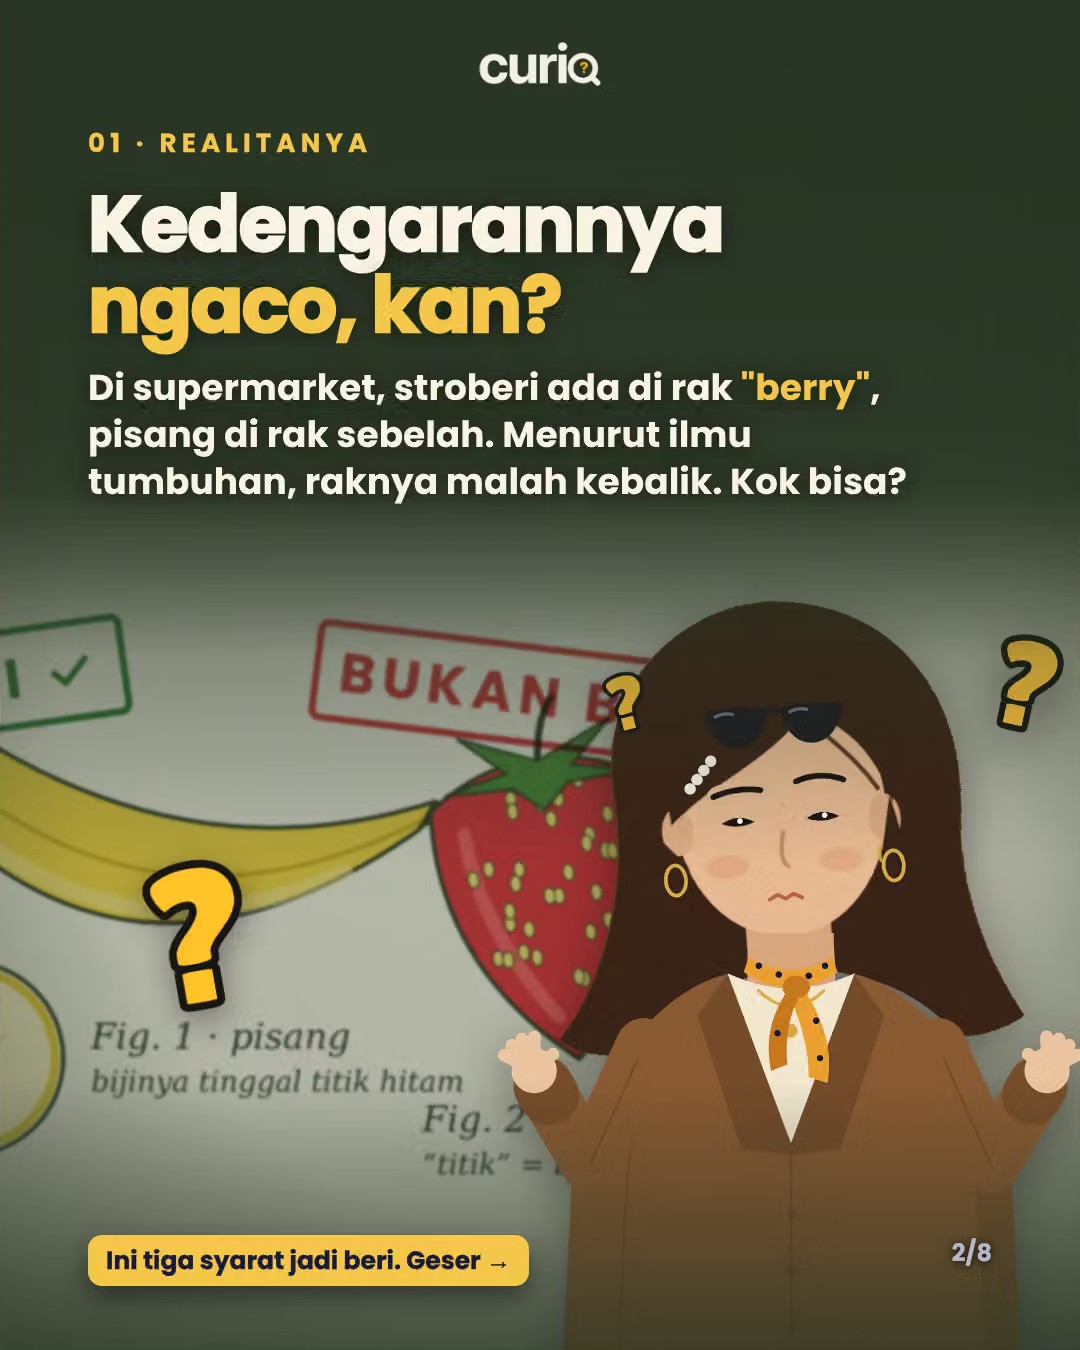 curio
01 · REALITANYA
Kedengarannya
ngaco, kan?
Di supermarket, stroberi ada di rak "berry",
pisang di rak sebelah. Menurut ilmu
tumbuhan, raknya malah kebalik. Kok bisa?
I ✓
BUKAN B
Fig. 1 · pisang
bijinya tinggal titik hitam
Fig. 2
“titik” =
Ini tiga syarat jadi beri. Geser →
2/8